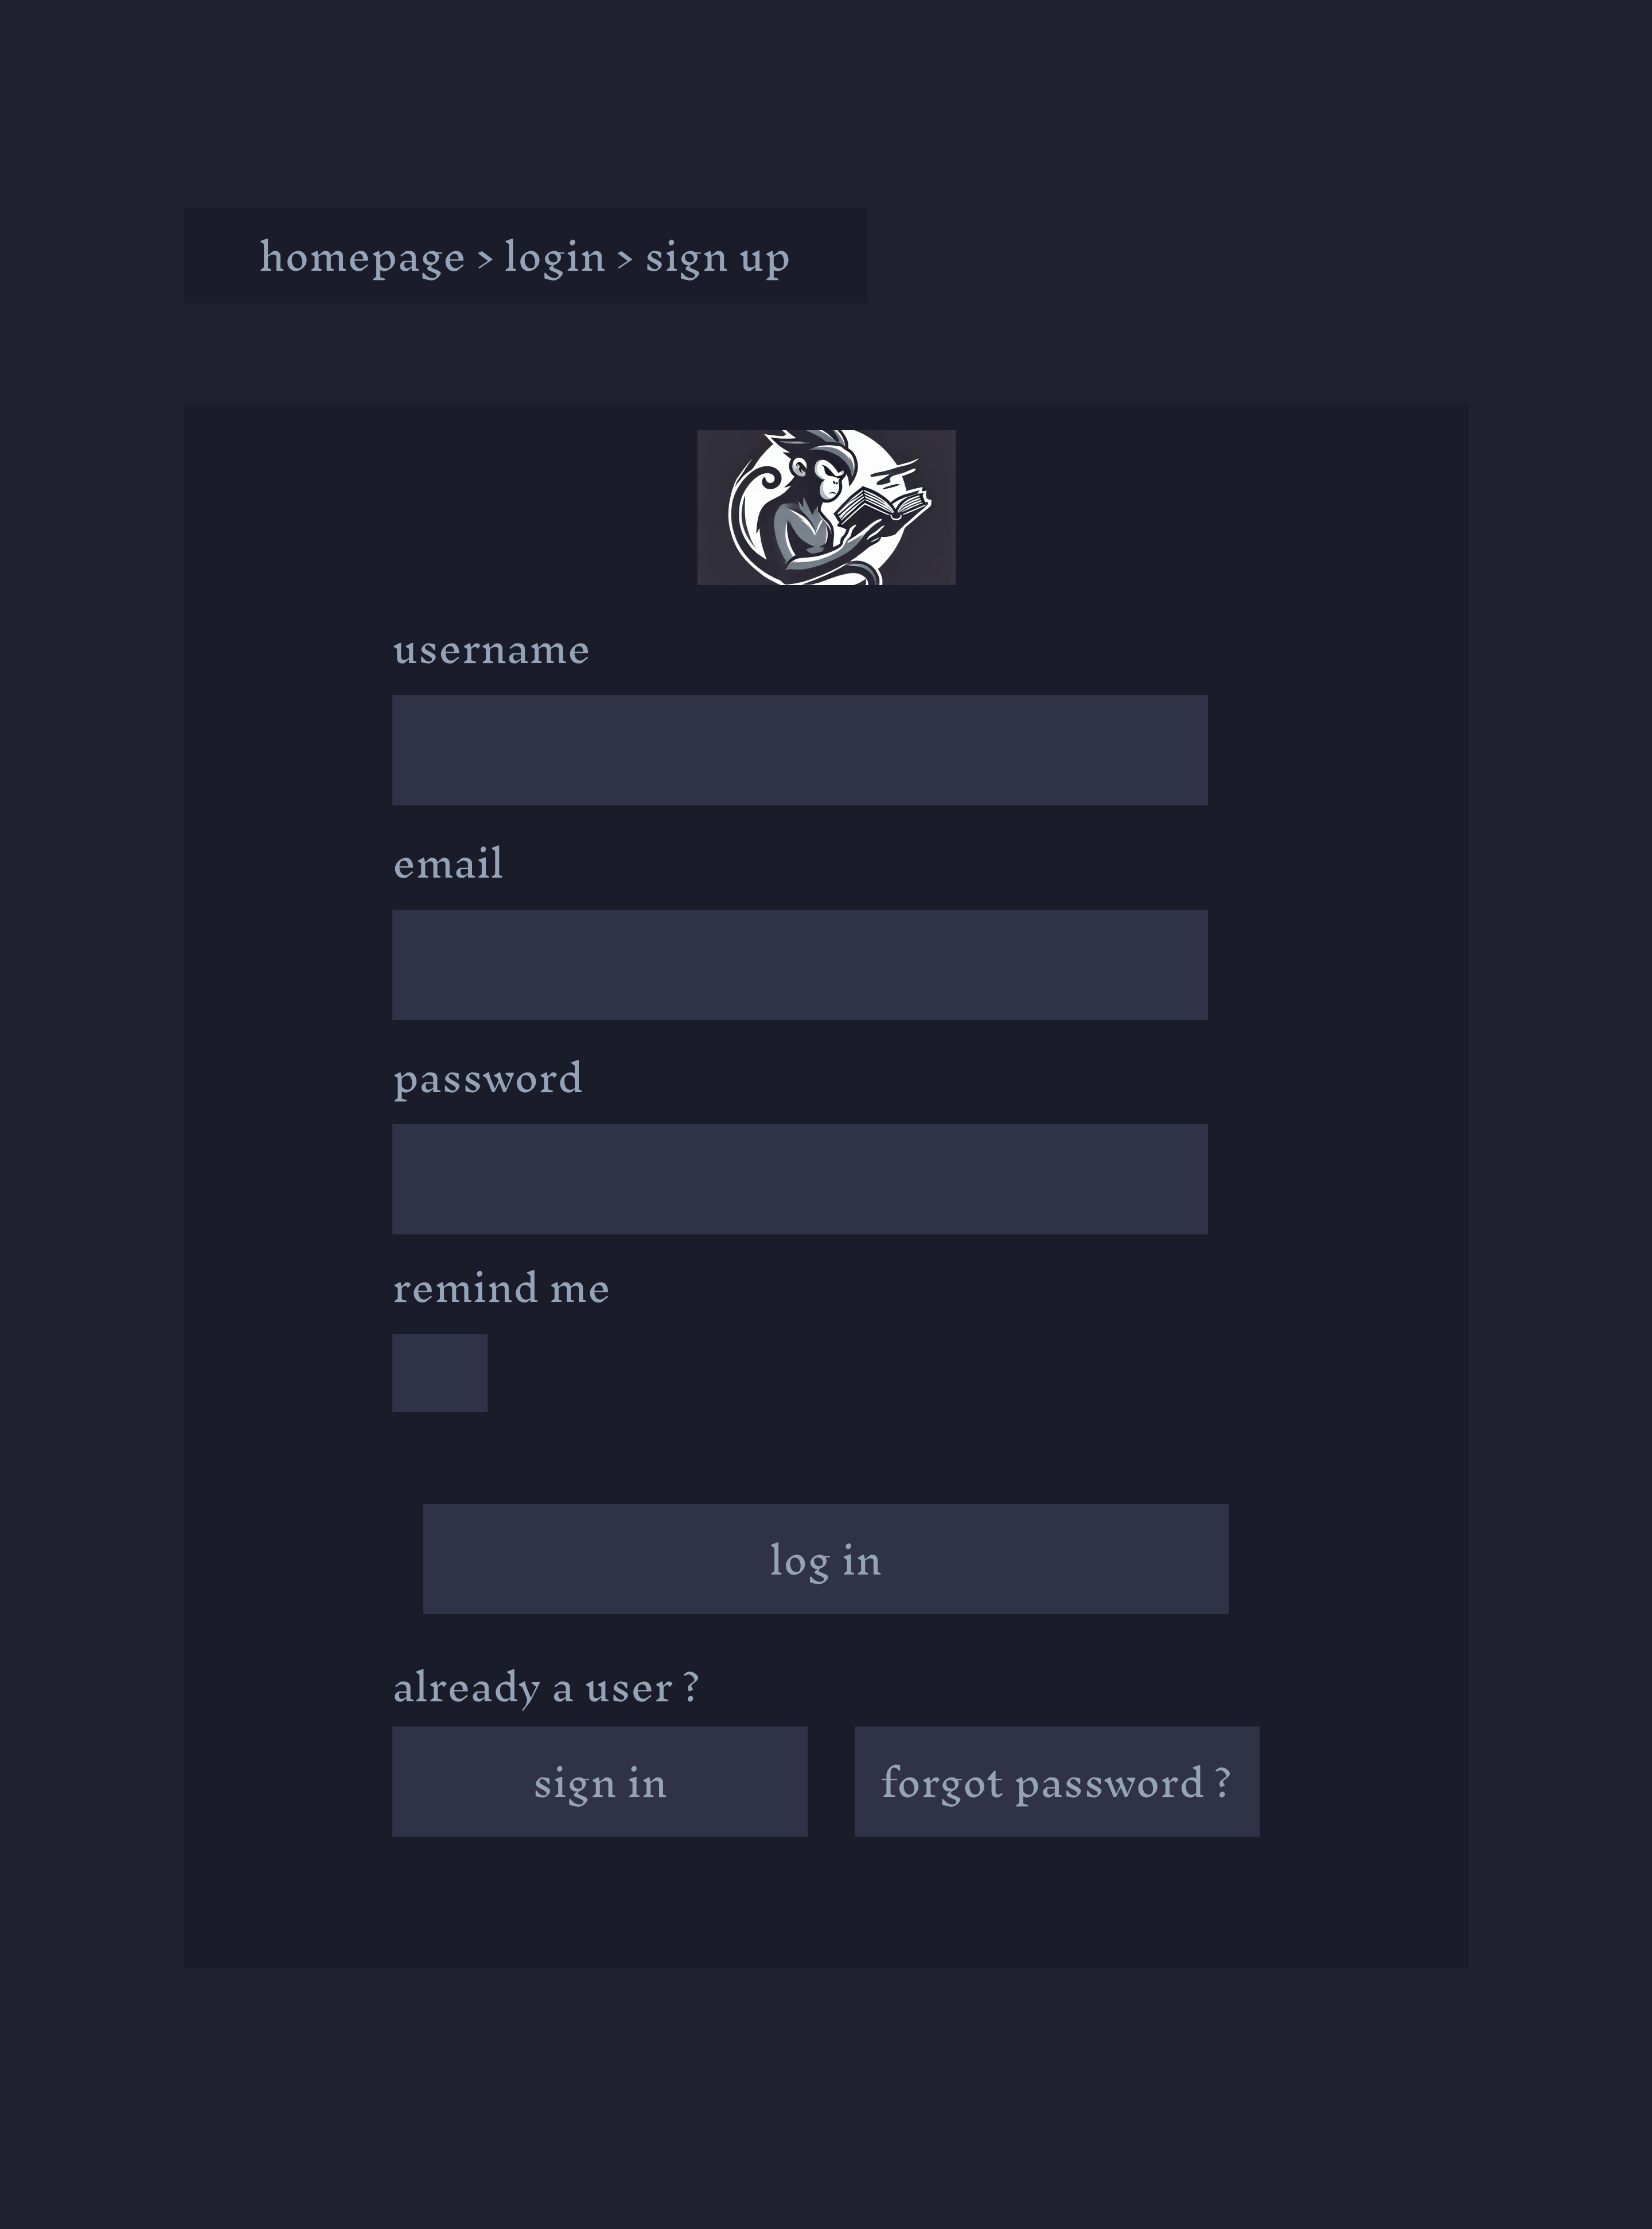 homepage > login > sign up
username
email
password
remind me
log in
already a user ?
sign in
forgot password ?